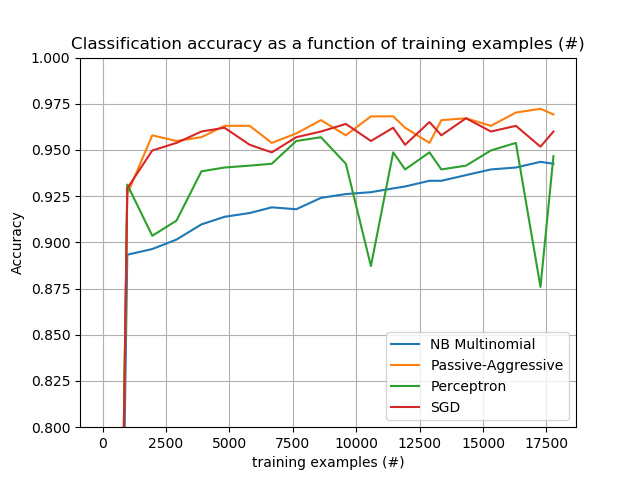 Classification accuracy as a function of training examples (#)
1.000
0.975
0.950
0.925
0.900
0.875
0.850
0.825
0.800
Accuracy
0 2500 5000 7500 10000 12500 15000 17500
training examples (#)
NB Multinomial
Passive-Aggressive
Perceptron
SGD